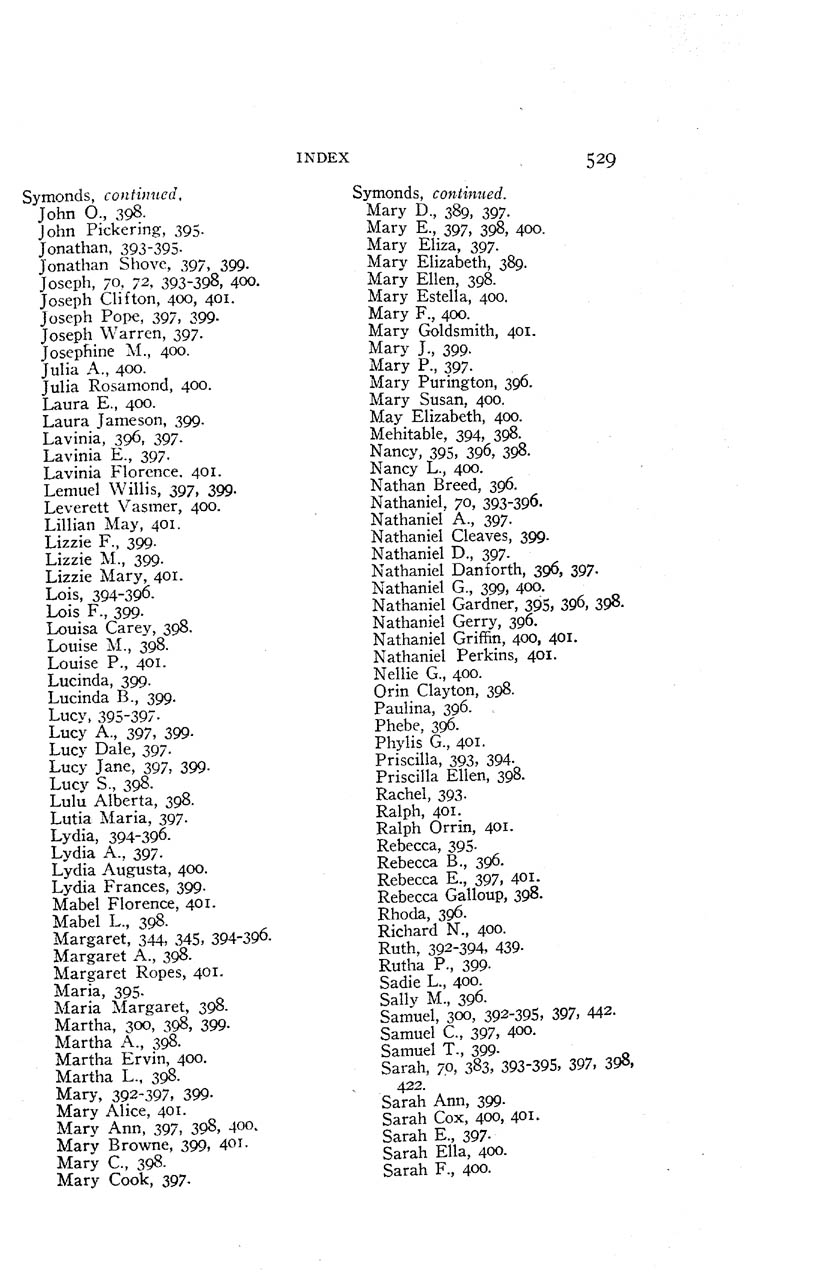 INDEX 529
Symonds, continued.
John O., 398.
John Pickering, 395.
Jonathan, 393-395.
Jonathan Shove, 397, 399.
Joseph, 70, 72, 393-398, 400.
Joseph Clifton, 400, 401.
Joseph Pope, 397, 399.
Joseph Warren, 397.
Josephine M., 400.
Julia A., 400.
Julia Rosamond, 400.
Laura E., 400.
Laura Jameson, 399.
Lavinia, 396, 397.
Lavinia E., 397.
Lavinia Florence. 401.
Lemuel Willis, 397, 399.
Leverett Vasmer, 400.
Lillian May, 401.
Lizzie F., 399.
Lizzie M., 399.
Lizzie Mary, 401.
Lois, 394-396.
Lois F., 399.
Louisa Carey, 398.
Louise M., 398.
Louise P., 401.
Lucinda, 399.
Lucinda B., 399.
Lucy, 395-397.
Lucy A., 397, 399.
Lucy Dale, 397.
Lucy Jane, 397, 399.
Lucy S., 398.
Lulu Alberta, 398.
Lutia Maria, 397.
Lydia, 394-396.
Lydia A., 397.
Lydia Augusta, 400.
Lydia Frances, 399.
Mabel Florence, 401.
Mabel L., 398.
Margaret, 344, 345, 394-396.
Margaret A., 398.
Margaret Ropes, 401.
Maria, 395.
Maria Margaret, 398.
Martha, 300, 398, 399.
Martha A., 398.
Martha Ervin, 400.
Martha L., 398.
Mary, 392-397, 399.
Mary Alice, 401.
Mary Ann, 397, 398, 400.
Mary Browne, 399, 401.
Mary C., 398.
Mary Cook, 397.
Symonds, continued.
Mary D., 389, 397.
Mary E., 397, 398, 400.
Mary Eliza, 397.
Mary Elizabeth, 389.
Mary Ellen, 398.
Mary Estella, 400.
Mary F., 400.
Mary Goldsmith, 401.
Mary J., 399.
Mary P., 397.
Mary Purington, 396.
Mary Susan, 400.
May Elizabeth, 400.
Mehitable, 394, 398.
Nancy, 395, 396, 398.
Nancy L., 400.
Nathan Breed, 396.
Nathaniel, 70, 393-396.
Nathaniel A., 397.
Nathaniel Cleaves, 399.
Nathaniel D., 397.
Nathaniel Danforth, 396, 397.
Nathaniel G., 399, 400.
Nathaniel Gardner, 395, 396, 398.
Nathaniel Gerry, 396.
Nathaniel Griffin, 400, 401.
Nathaniel Perkins, 401.
Nellie G., 400.
Orin Clayton, 398.
Paulina, 396.
Phebe, 396.
Phylis G., 401.
Priscilla, 393, 394.
Priscilla Ellen, 398.
Rachel, 393.
Ralph, 401.
Ralph Orrin, 401.
Rebecca, 395.
Rebecca B., 396.
Rebecca E., 397, 401.
Rebecca Galloup, 398.
Rhoda, 396.
Richard N., 400.
Ruth, 392-394, 439.
Rutha P., 399.
Sadie L., 400.
Sally M., 396.
Samuel, 300, 392-395, 397, 442.
Samuel C., 397, 400.
Samuel T., 399.
Sarah, 70, 383, 393-395, 397, 398,
422.
Sarah Ann, 399.
Sarah Cox, 400, 401.
Sarah E., 397.
Sarah Ella, 400.
Sarah F., 400.